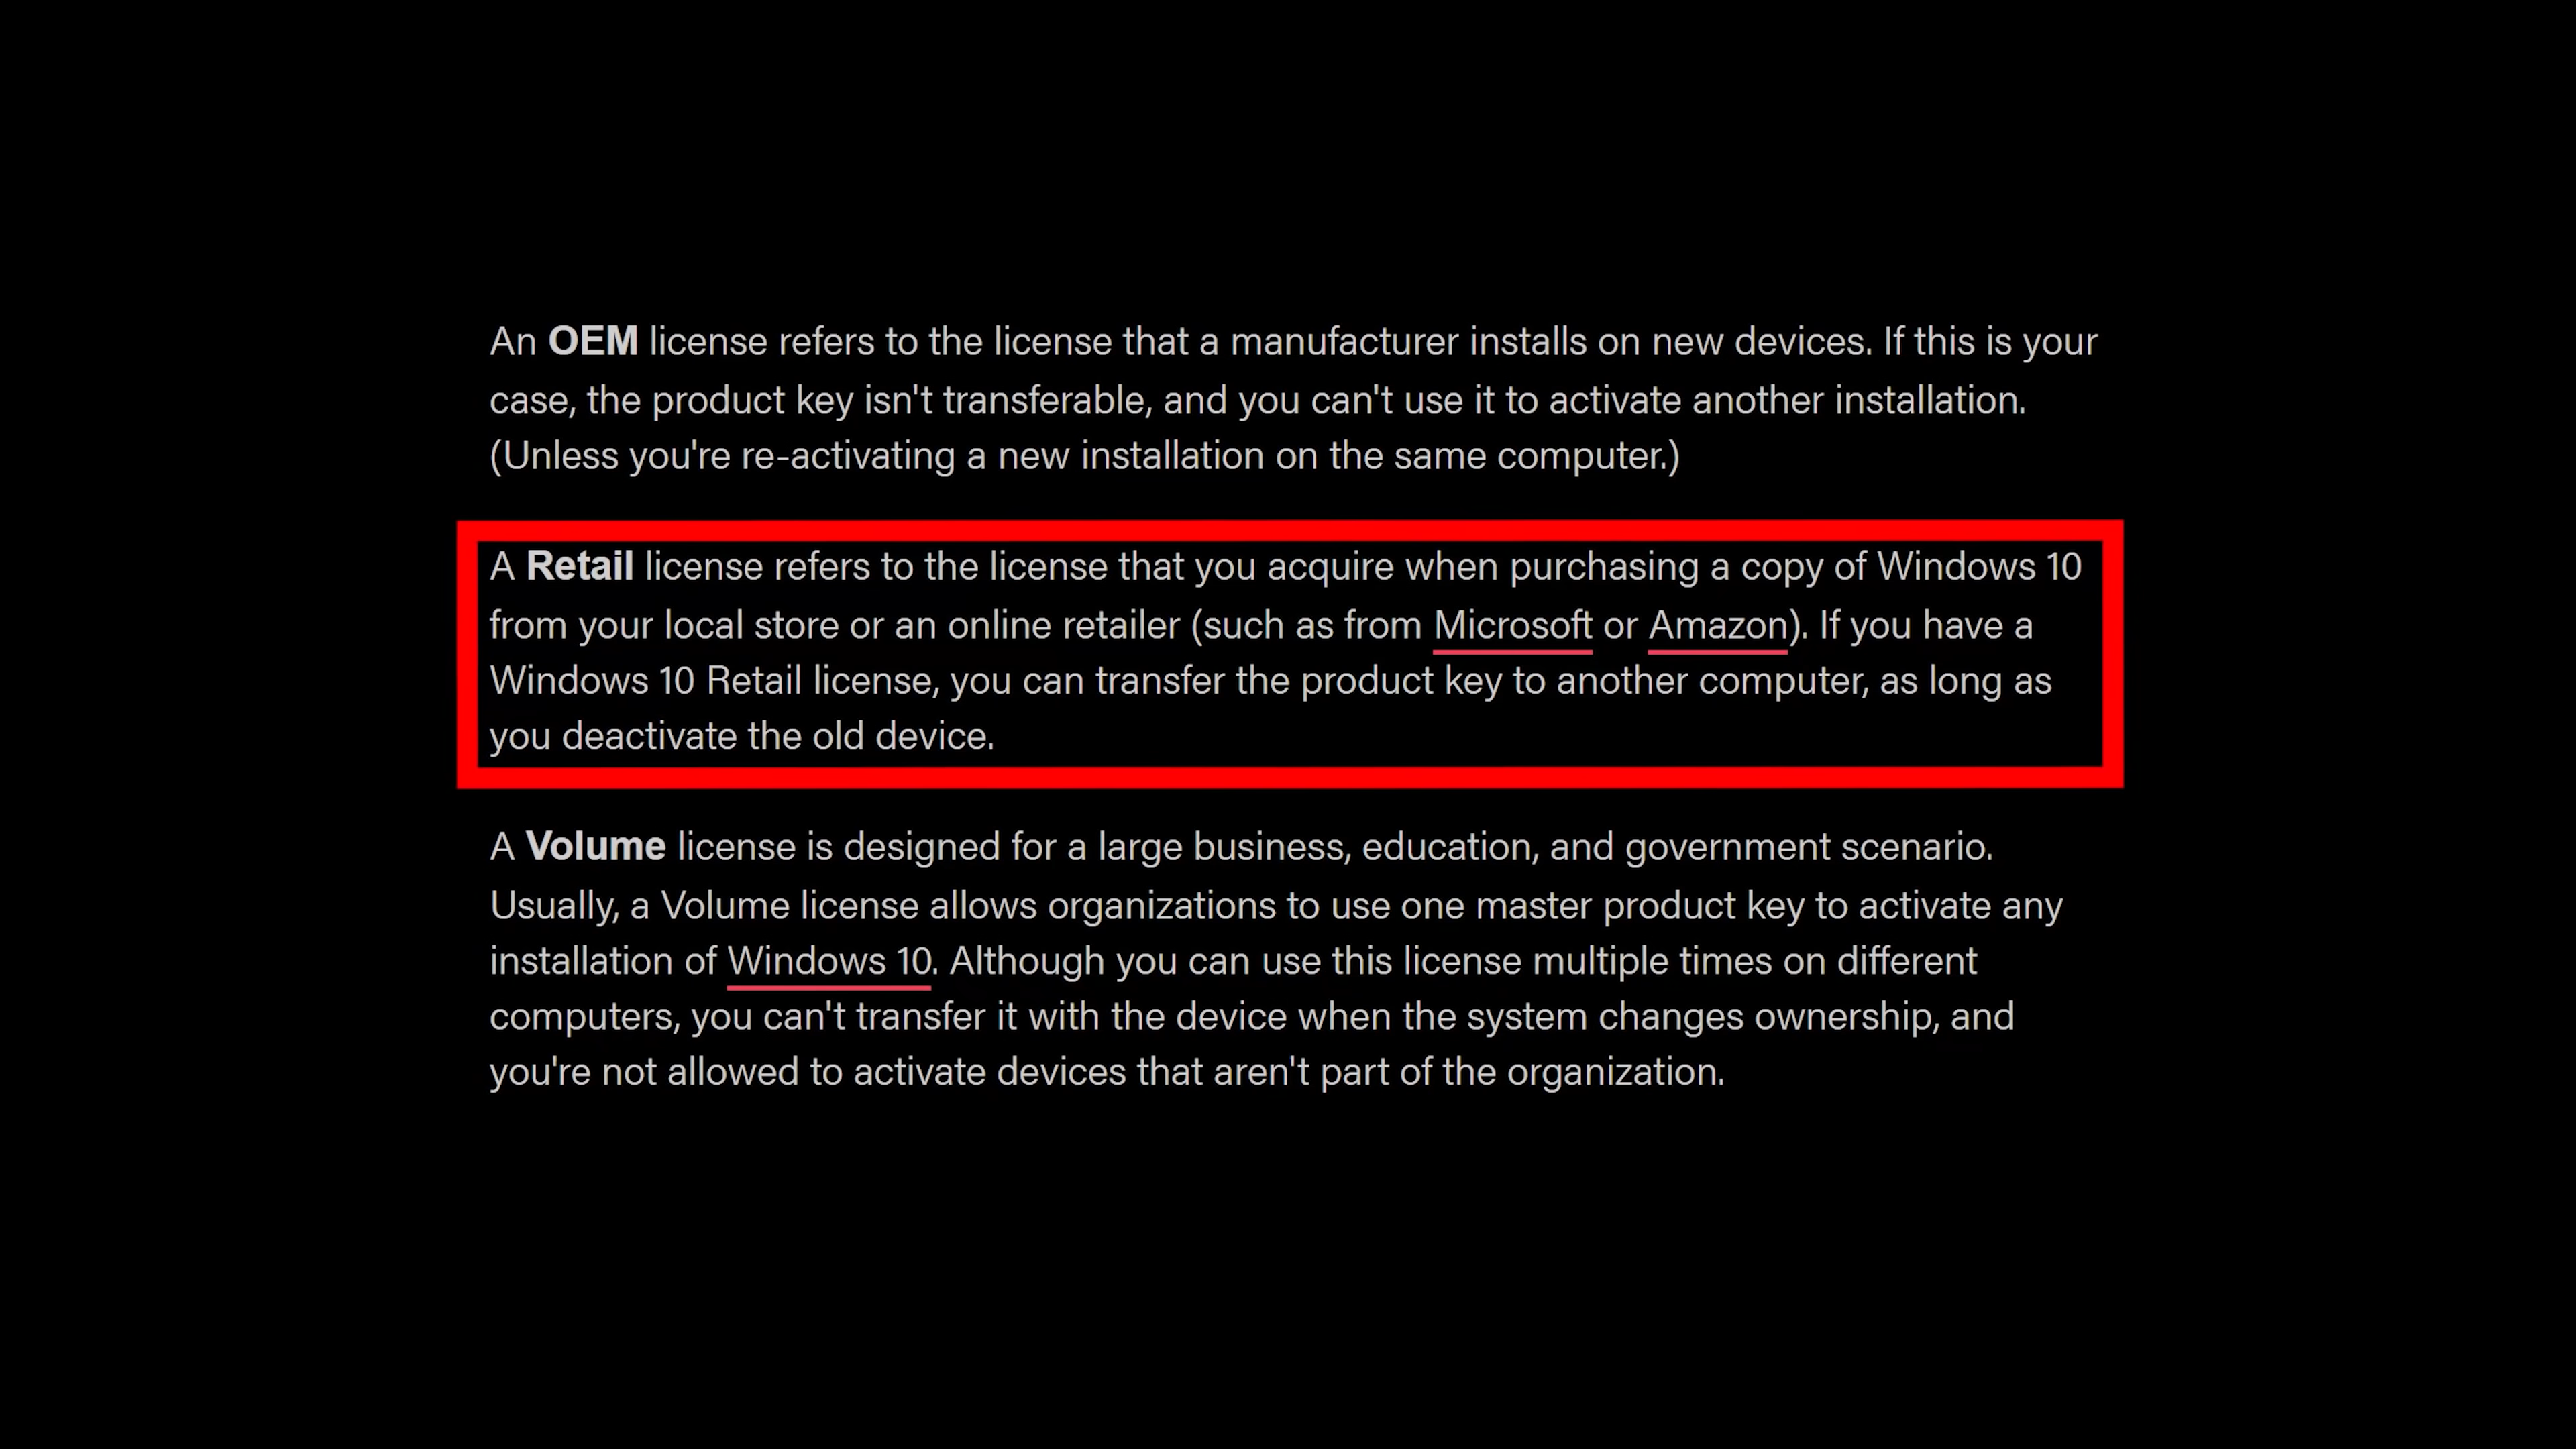 An OEM license refers to the license that a manufacturer installs on new devices. If this is your
case, the product key isn't transferable, and you can't use it to activate another installation.
(Unless you're re-activating a new installation on the same computer.)
A Retail license refers to the license that you acquire when purchasing a copy of Windows 10
from your local store or an online retailer (such as from Microsoft or Amazon). If you have a
Windows 10 Retail license, you can transfer the product key to another computer, as long as
you deactivate the old device.
A Volume license is designed for a large business, education, and government scenario.
Usually, a Volume license allows organizations to use one master product key to activate any
installation of Windows 10. Although you can use this license multiple times on different
computers, you can't transfer it with the device when the system changes ownership, and
you're not allowed to activate devices that aren't part of the organization.